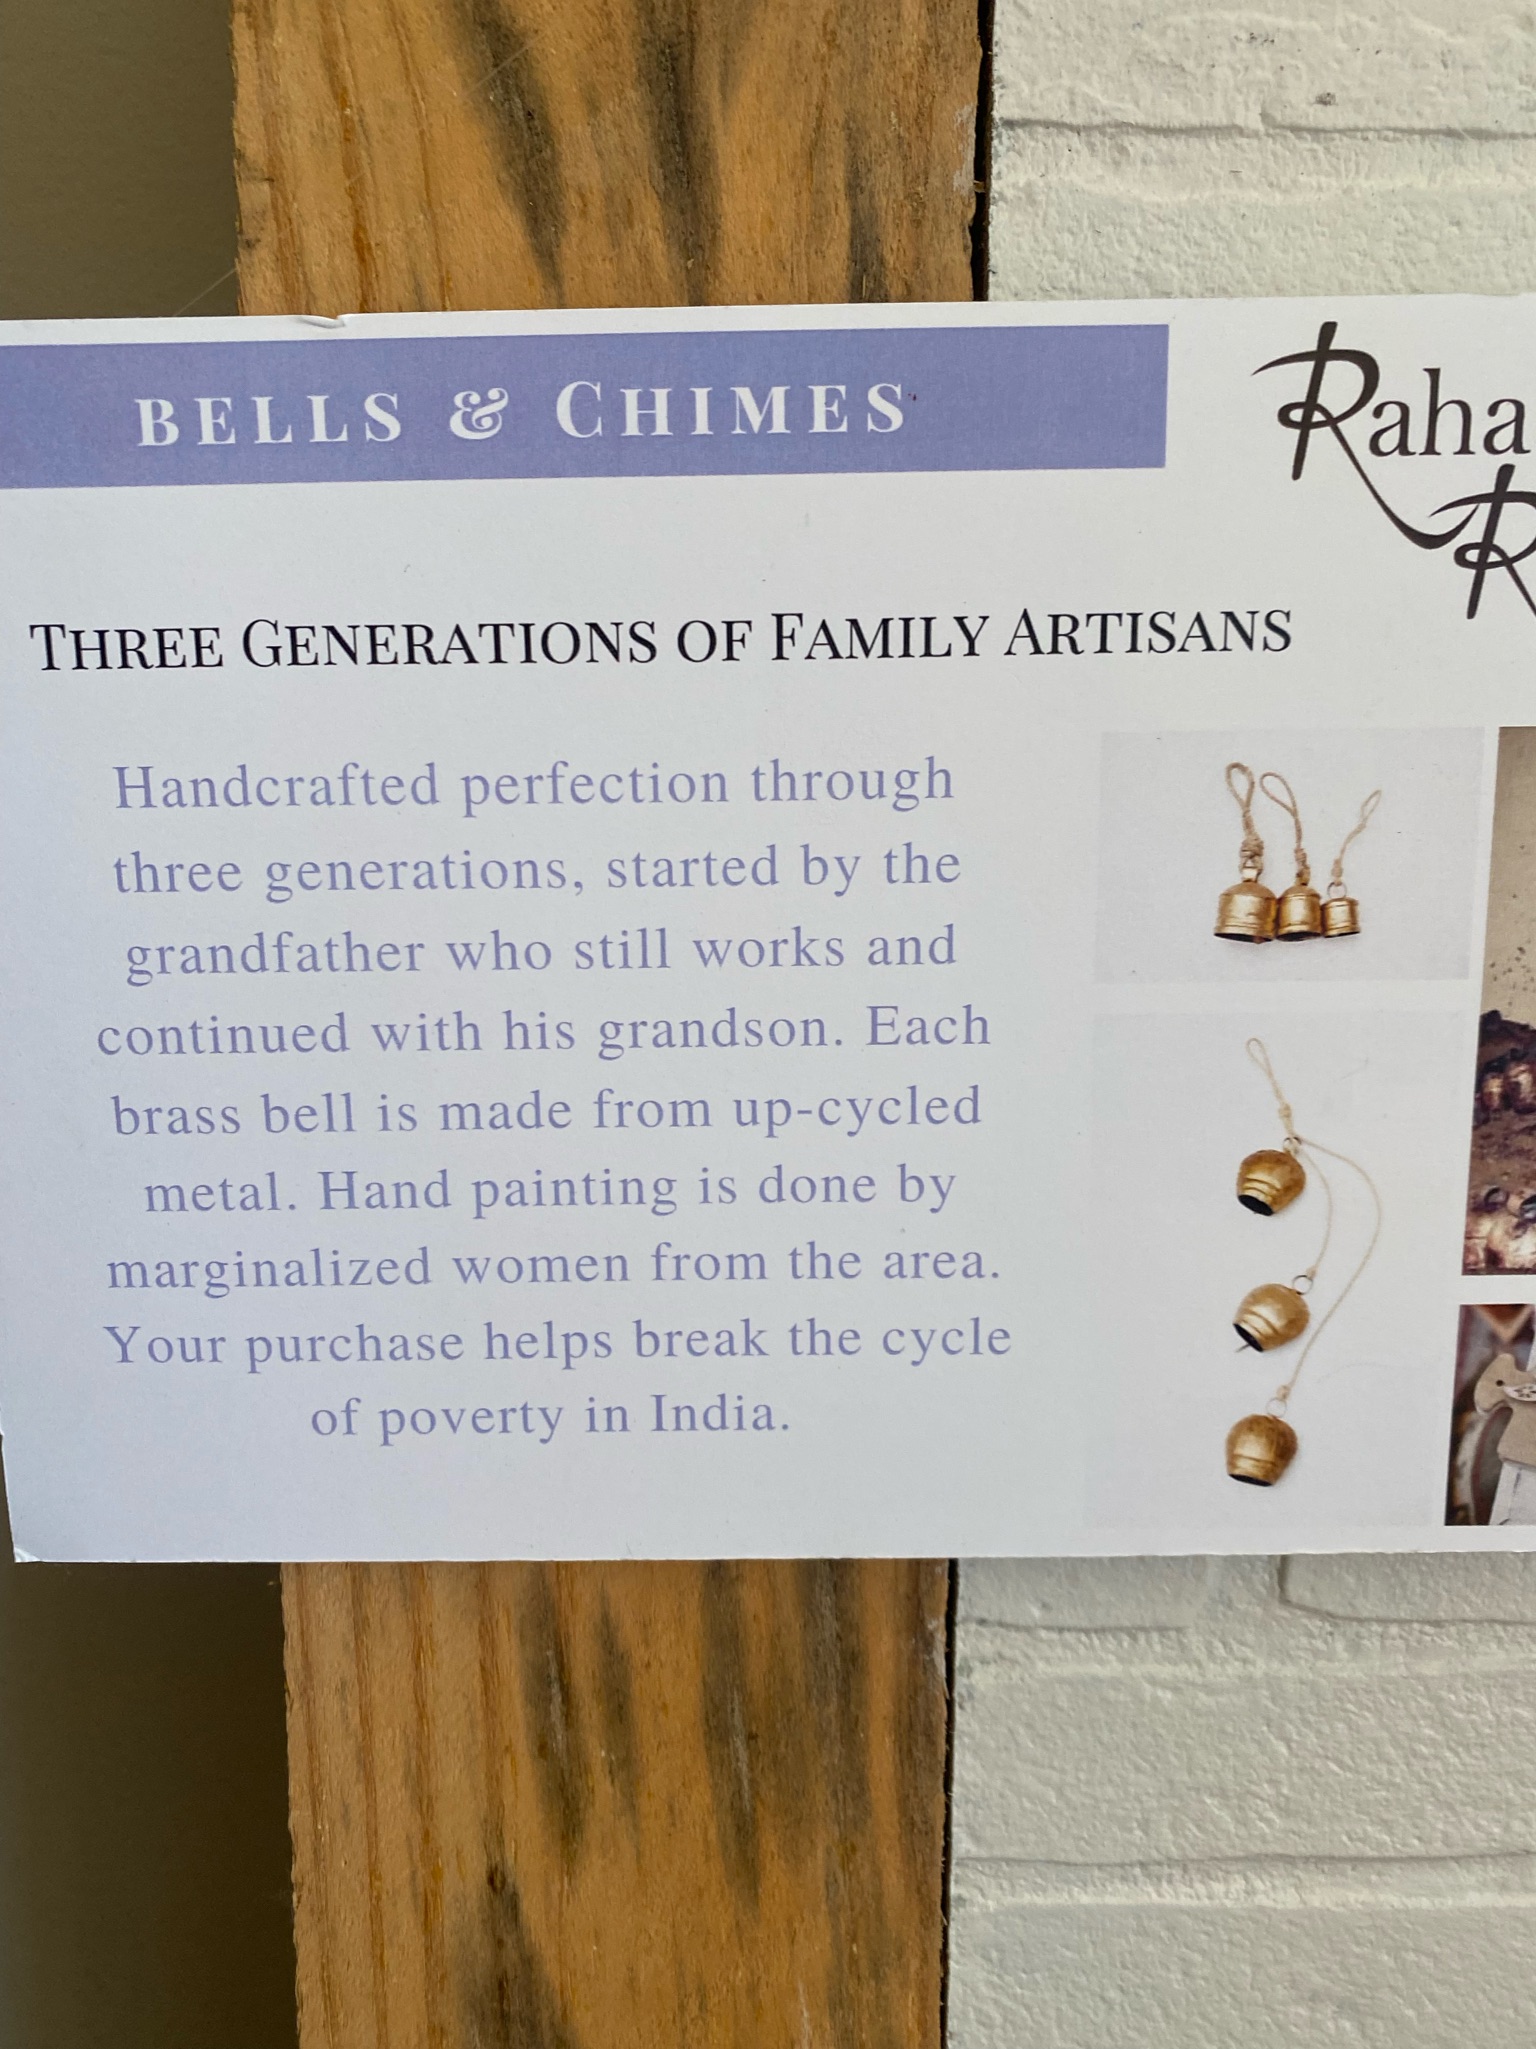 BELLS & CHIMES
Raha
R
THREE GENERATIONS OF FAMILY ARTISANS
Handcrafted perfection through
three generations, started by the
grandfather who still works and
continued with his grandson. Each
brass bell is made from up-cycled
metal. Hand painting is done by
marginalized women from the area.
Your purchase helps break the cycle
of poverty in India.